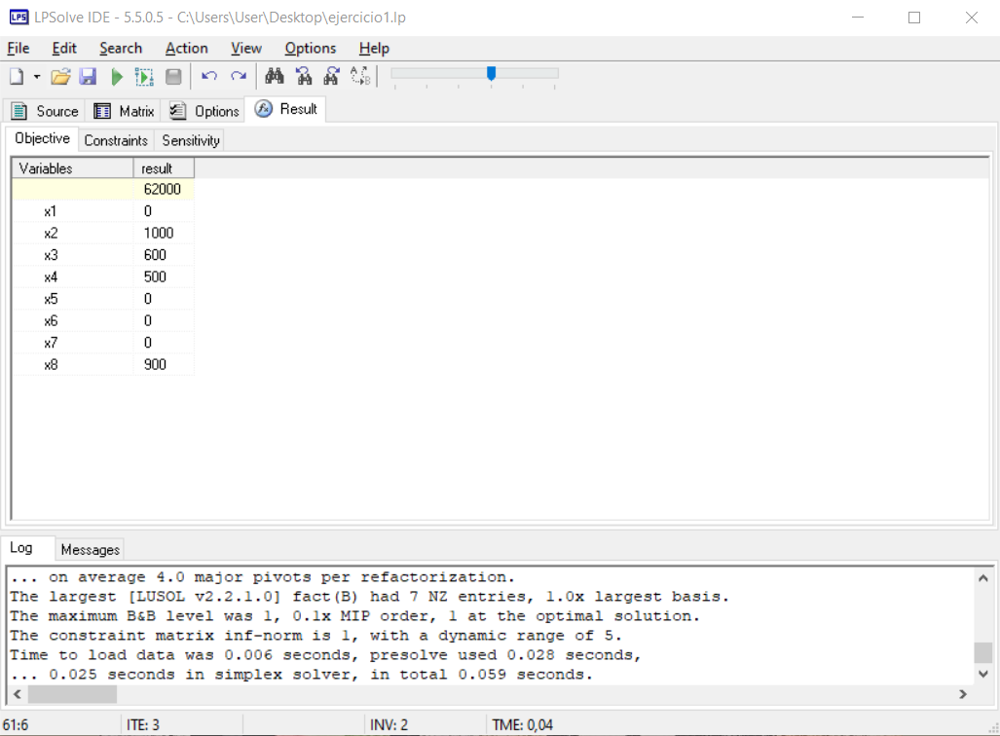 LPS LPSolve IDE - 5.5.0.5 - C:\Users\User\Desktop\ejercicio1.lp
File Edit Search Action View Options Help
Source Matrix Options Result
Objective Constraints Sensitivity
Variables result
62000
x1 0
x2 1000
x3 600
x4 500
x5 0
x6 0
x7 0
x8 900
Log Messages
... on average 4.0 major pivots per refactorization.
The largest [LUSOL v2.2.1.0] fact(B) had 7 NZ entries, 1.0x largest basis.
The maximum B&B level was 1, 0.1x MIP order, 1 at the optimal solution.
The constraint matrix inf-norm is 1, with a dynamic range of 5.
Time to load data was 0.006 seconds, presolve used 0.028 seconds,
... 0.025 seconds in simplex solver, in total 0.059 seconds.
61:6 ITE: 3 INV: 2 TME: 0,04